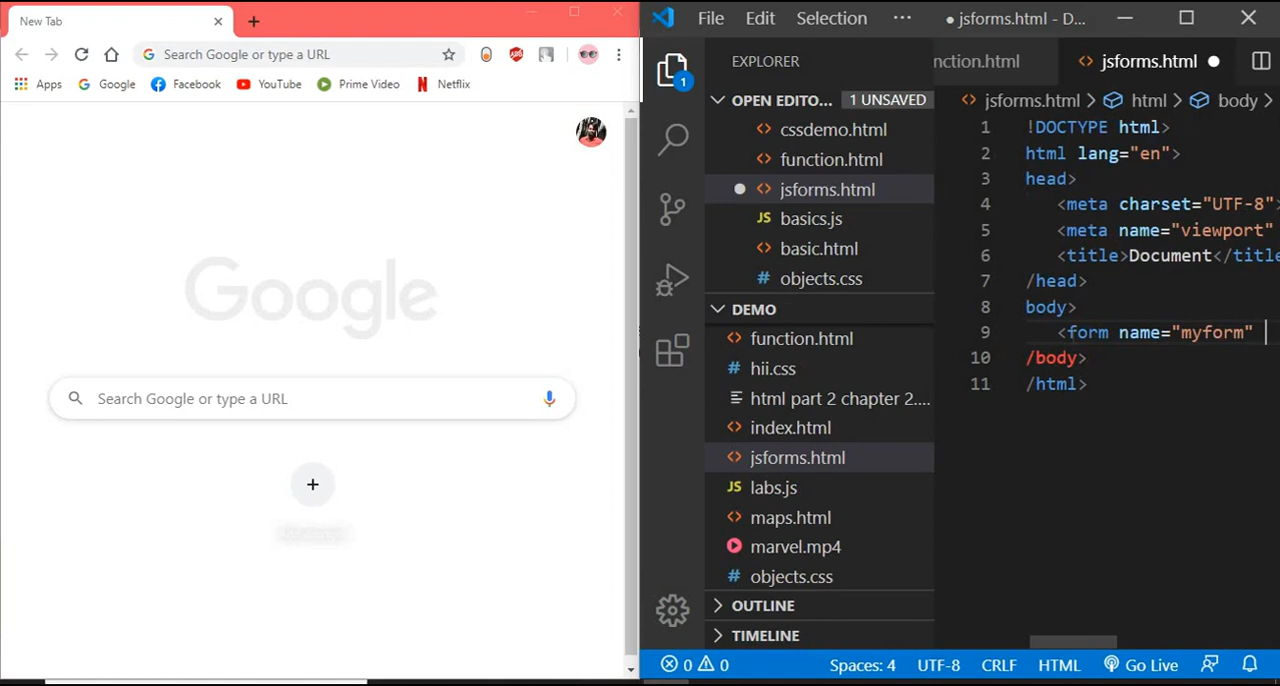 New Tab
Search Google or type a URL
Apps
Google
Facebook
YouTube
Prime Video
Netflix
Google
Search Google or type a URL
File Edit Selection ··· ● jsforms.html - D...
EXPLORER
nction.html
jsforms.html
OPEN EDITO... 1 UNSAVED
cssdemo.html
function.html
jsforms.html
JS basics.js
basic.html
# objects.css
DEMO
function.html
# hii.css
html part 2 chapter 2....
index.html
jsforms.html
JS labs.js
maps.html
marvel.mp4
# objects.css
OUTLINE
TIMELINE
1
jsforms.html > html > body >
1 !DOCTYPE html>
2 html lang="en">
3 head>
4 <meta charset="UTF-8">
5 <meta name="viewport"
6 <title>Document</title
7 /head>
8 body>
9 <form name="myform"
10 /body>
11 /html>
0 0 Spaces: 4 UTF-8 CRLF HTML Go Live